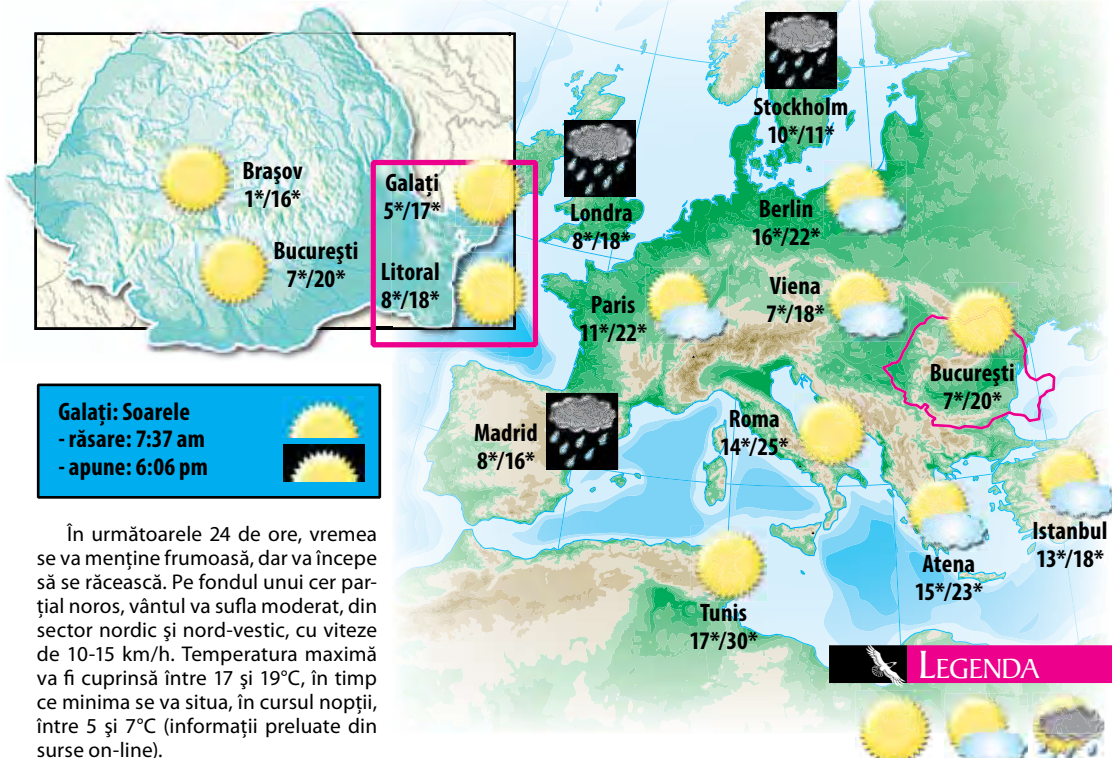 Brașov
1*/16*
București
7*/20*
Galați
5*/17*
Litoral
8*/18*
Stockholm
10*/11*
Londra
8*/18*
Berlin
16*/22*
Paris
11*/22*
Viena
7*/18*
București
7*/20*
Madrid
8*/16*
Roma
14*/25*
Istanbul
13*/18*
Atena
15*/23*
Tunis
17*/30*
Galați: Soarele
- răsare: 7:37 am
- apune: 6:06 pm
În următoarele 24 de ore, vremea
se va menține frumoasă, dar va începe
să se răcească. Pe fondul unui cer par-
țial noros, vântul va sufla moderat, din
sector nordic și nord-vestic, cu viteze
de 10-15 km/h. Temperatura maximă
va fi cuprinsă între 17 și 19°C, în timp
ce minima se va situa, în cursul nopții,
între 5 și 7°C (informații preluate din
surse on-line).
LEGENDA